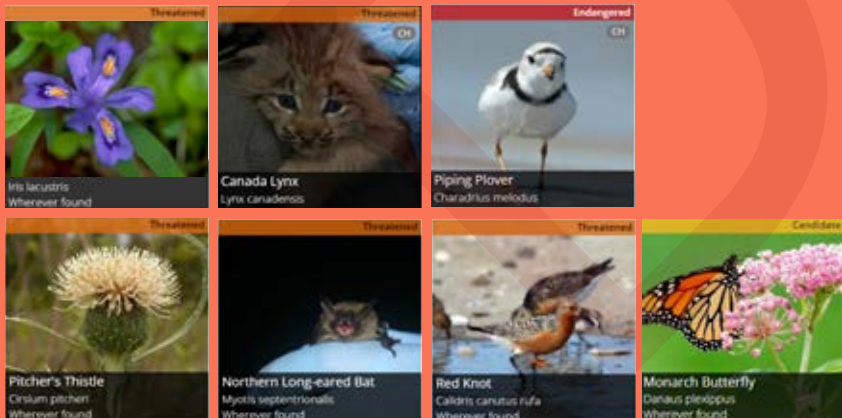 Threatened
Iris lacustris
Wherever found
Threatened
CH
Canada Lynx
Lynx canadensis
Endangered
CH
Piping Plover
Charadrius melodus
Threatened
Pitcher's Thistle
Cirsium pitcheri
Wherever found
Threatened
Northern Long-eared Bat
Myotis septentrionalis
Wherever found
Threatened
Red Knot
Calidris canutus rufa
Wherever found
Candidate
Monarch Butterfly
Danaus plexippus
Wherever found